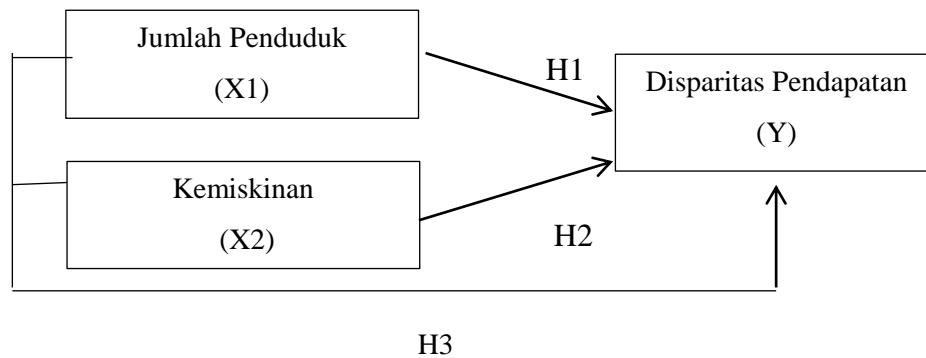 Jumlah Penduduk
(X1)
H1
Disparitas Pendapatan
(Y)
Kemiskinan
(X2)
H2
H3